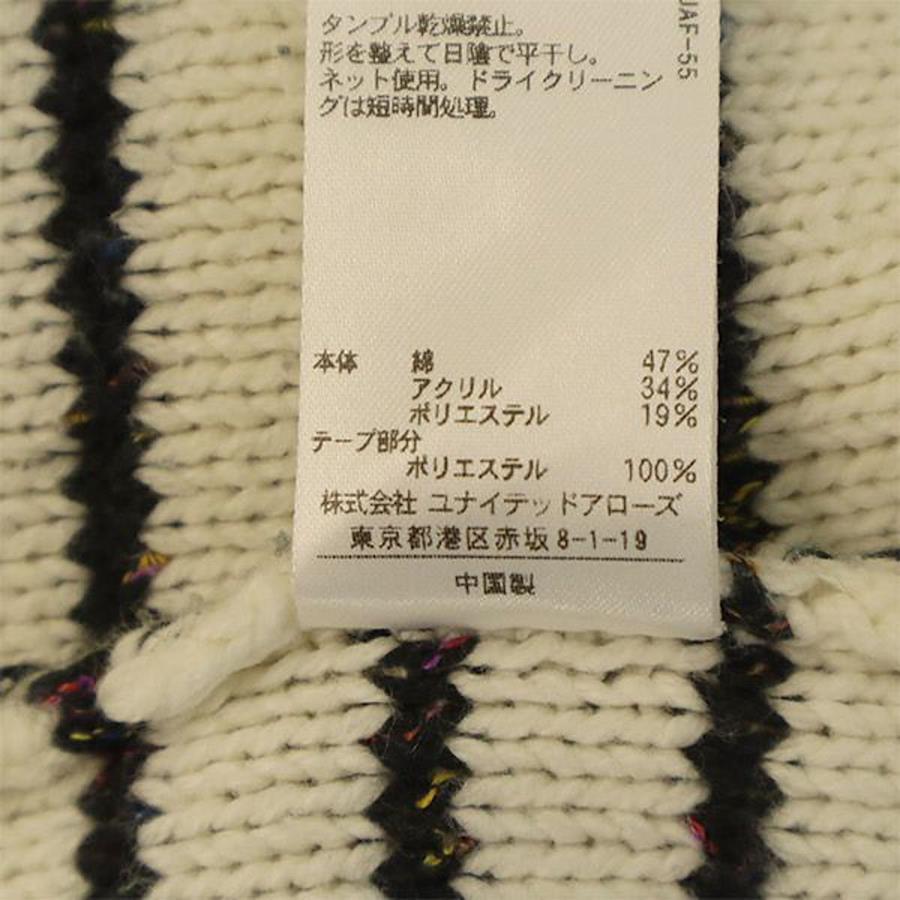 タンブル乾燥禁止。
形を整えて日陰で平干し。
ネット使用。ドライクリーニン
グは短時間処理。
JAF-55
本体 綿 47%
アクリル 34%
ポリエステル 19%
テープ部分
ポリエステル 100%
株式会社 ユナイテッドアローズ
東京都港区赤坂8-1-19
中国製